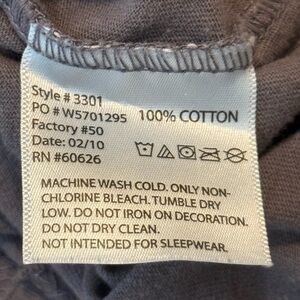 Style # 3301
PO # W5701295 100% COTTON
Factory #50
Date: 02/10
RN #60626
MACHINE WASH COLD. ONLY NON-
CHLORINE BLEACH. TUMBLE DRY
LOW. DO NOT IRON ON DECORATION.
DO NOT DRY CLEAN.
NOT INTENDED FOR SLEEPWEAR.